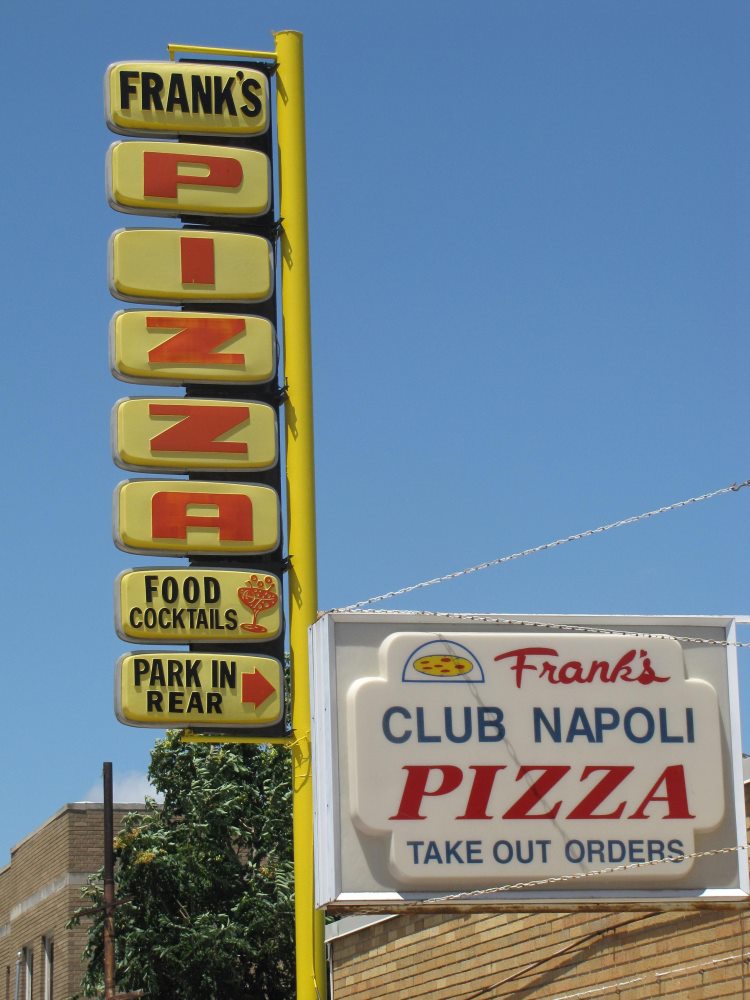 FRANK'S
P
I
Z
Z
A
FOOD
COCKTAILS
PARK IN
REAR
Frank's
CLUB NAPOLI
PIZZA
TAKE OUT ORDERS